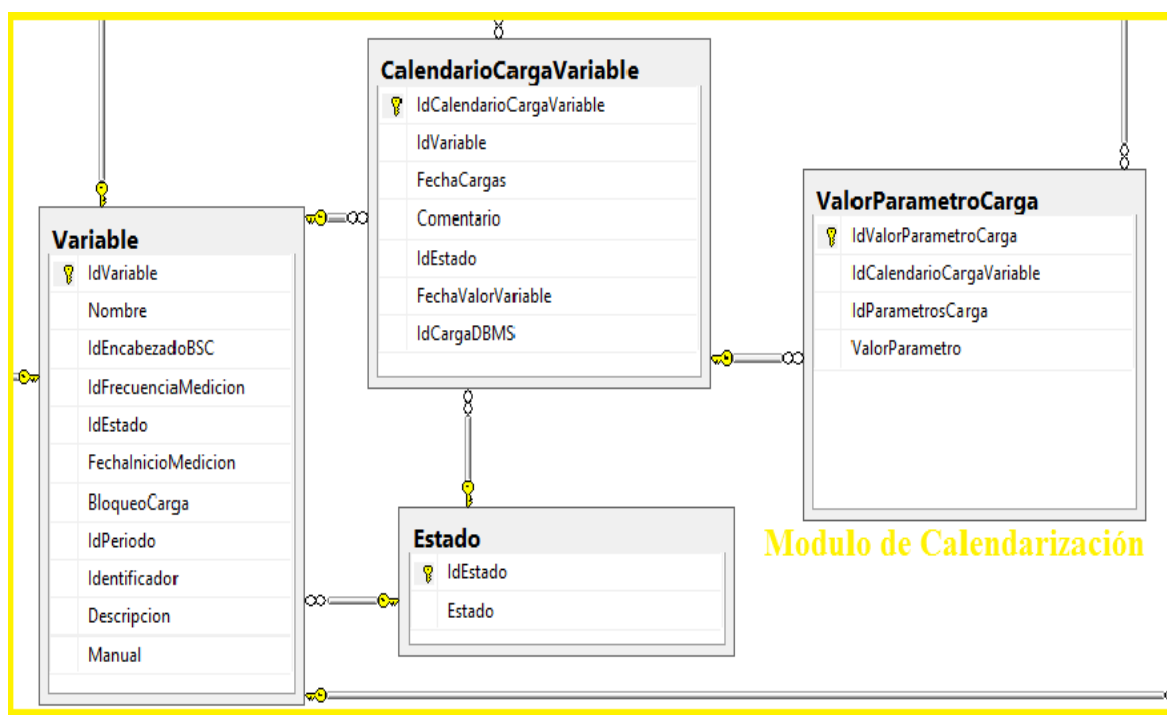 CalendarioCargaVariable
IdCalendarioCargaVariable
IdVariable
FechaCargas
Comentario
IdEstado
FechaValorVariable
IdCargaDBMS
ValorParametroCarga
IdValorParametroCarga
IdCalendarioCargaVariable
IdParametrosCarga
ValorParametro
Variable
IdVariable
Nombre
IdEncabezadoBSC
IdFrecuenciaMedicion
IdEstado
FechaInicioMedicion
BloqueoCarga
IdPeriodo
Identificador
Descripcion
Manual
Estado
IdEstado
Estado
Modulo de Calendarización